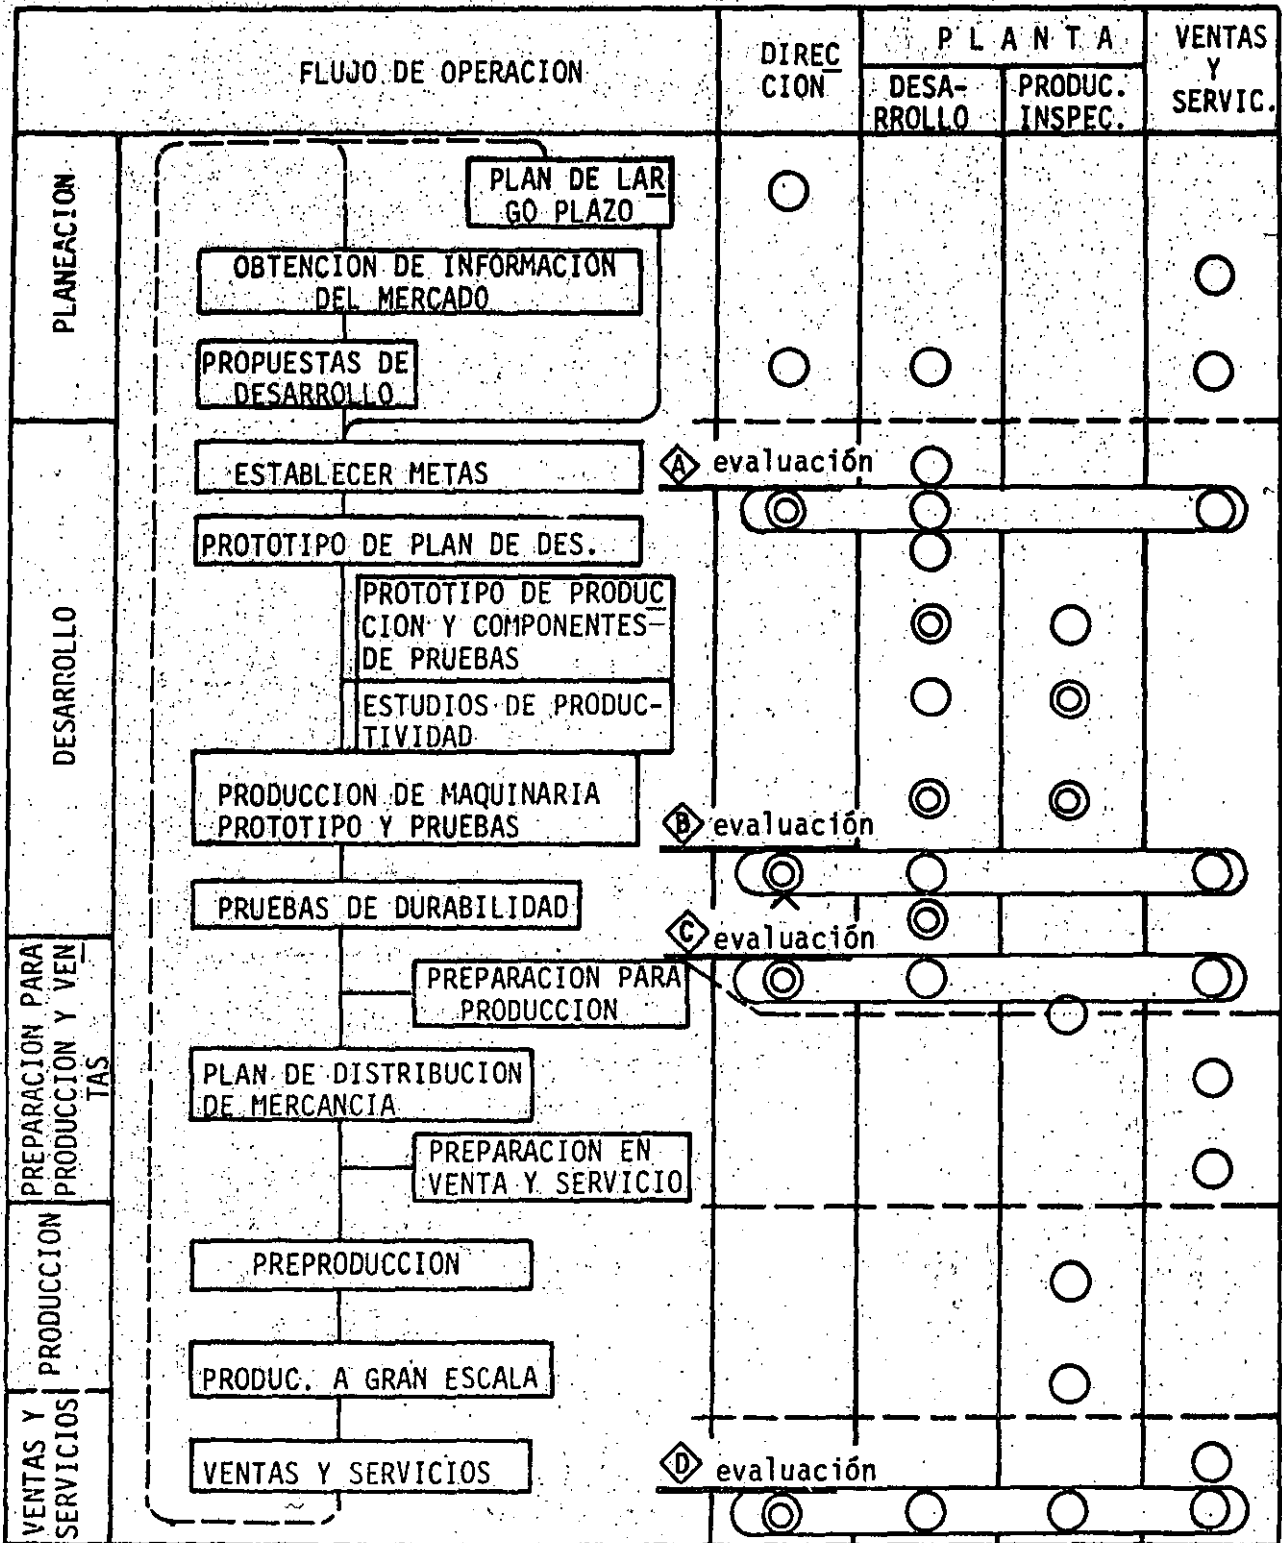 FLUJO DE OPERACION
DIREC
CION
P L A N T A
DESA-
RROLLO
PRODUC.
INSPEC.
VENTAS
Y
SERVIC.
PLANEACION
PLAN DE LAR
GO PLAZO
OBTENCION DE INFORMACION
DEL MERCADO
PROPUESTAS DE
DESARROLLO
DESARROLLO
ESTABLECER METAS
A evaluación
PROTOTIPO DE PLAN DE DES.
PROTOTIPO DE PRODUC
CION Y COMPONENTES-
DE PRUEBAS
ESTUDIOS DE PRODUC-
TIVIDAD
PRODUCCION DE MAQUINARIA
PROTOTIPO Y PRUEBAS
B evaluación
PRUEBAS DE DURABILIDAD
C evaluación
PREPARACION PARA
PRODUCCION Y VEN
TAS
PREPARACION PARA
PRODUCCION
PLAN DE DISTRIBUCION
DE MERCANCIA
PREPARACION EN
VENTA Y SERVICIO
PRODUCCION
PREPRODUCCION
PRODUC. A GRAN ESCALA
VENTAS Y
SERVICIOS
VENTAS Y SERVICIOS
D evaluación